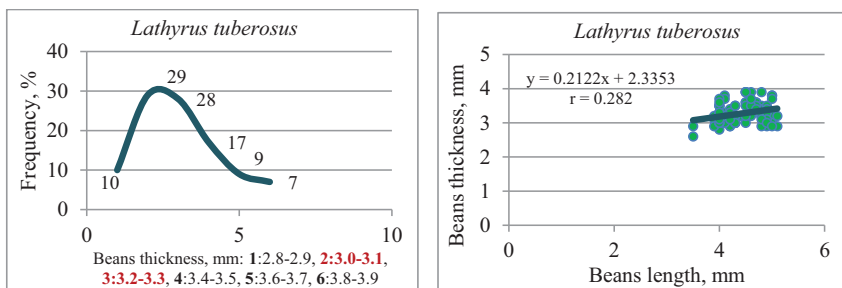 Lathyrus tuberosus
Frequency, %
40
30
20
10
0
10
29
28
17
9
7
0
5
10
Beans thickness, mm: 1:2.8-2.9, 2:3.0-3.1,
3:3.2-3.3, 4:3.4-3.5, 5:3.6-3.7, 6:3.8-3.9
Lathyrus tuberosus
Beans thickness, mm
5
4
3
2
1
0
y = 0.2122x + 2.3353
r = 0.282
0
2
4
6
Beans length, mm